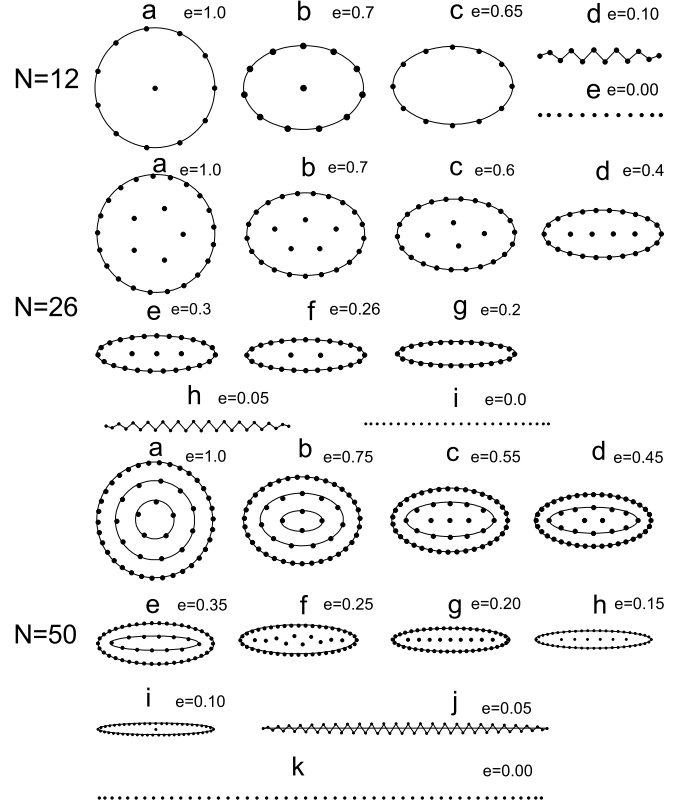 a e=1.0 b e=0.7 c e=0.65 d e=0.10
N=12
e e=0.00
a e=1.0 b e=0.7 c e=0.6 d e=0.4
N=26
e e=0.3 f e=0.26 g e=0.2
h e=0.05 i e=0.0
a e=1.0 b e=0.75 c e=0.55 d e=0.45
e e=0.35 f e=0.25 g e=0.20 h e=0.15
N=50
i e=0.10 j e=0.05
k e=0.00